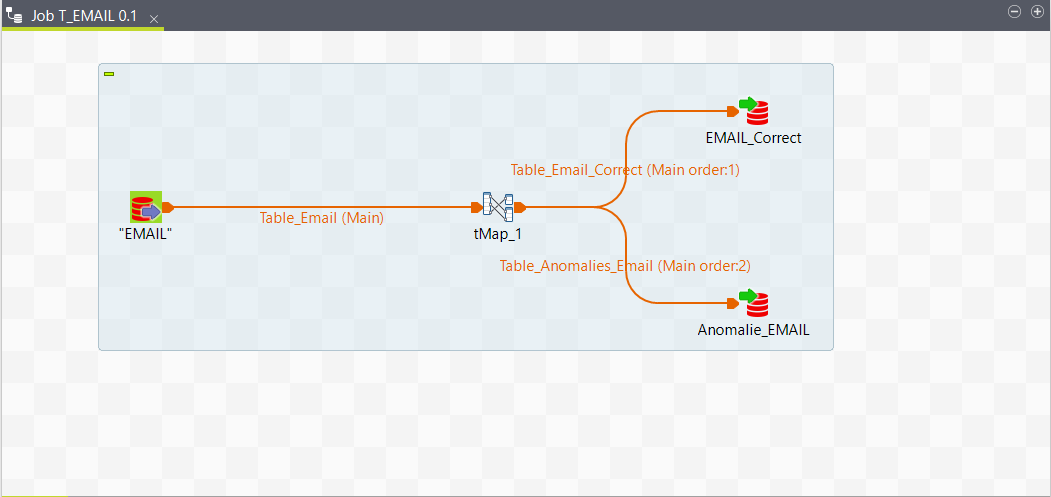 Job T_EMAIL 0.1
EMAIL_Correct
Table_Email_Correct (Main order:1)
Table_Email (Main)
"EMAIL"
tMap_1
Table_Anomalies_Email (Main order:2)
Anomalie_EMAIL